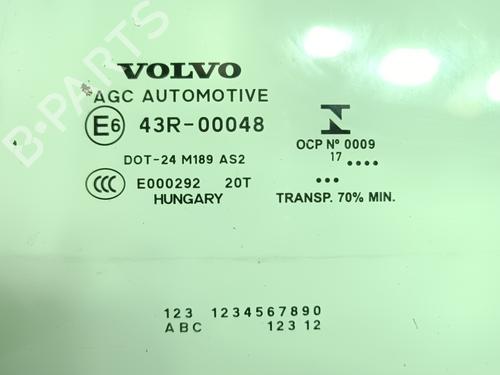 VOLVO
AGC AUTOMOTIVE
E6 43R-00048
DOT-24 M189 AS2
CCC E000292 20T
HUNGARY
OCP Nº 0009
17 ....
...
TRANSP. 70% MIN.
123 1234567890
ABC 123 12
B-PARTS